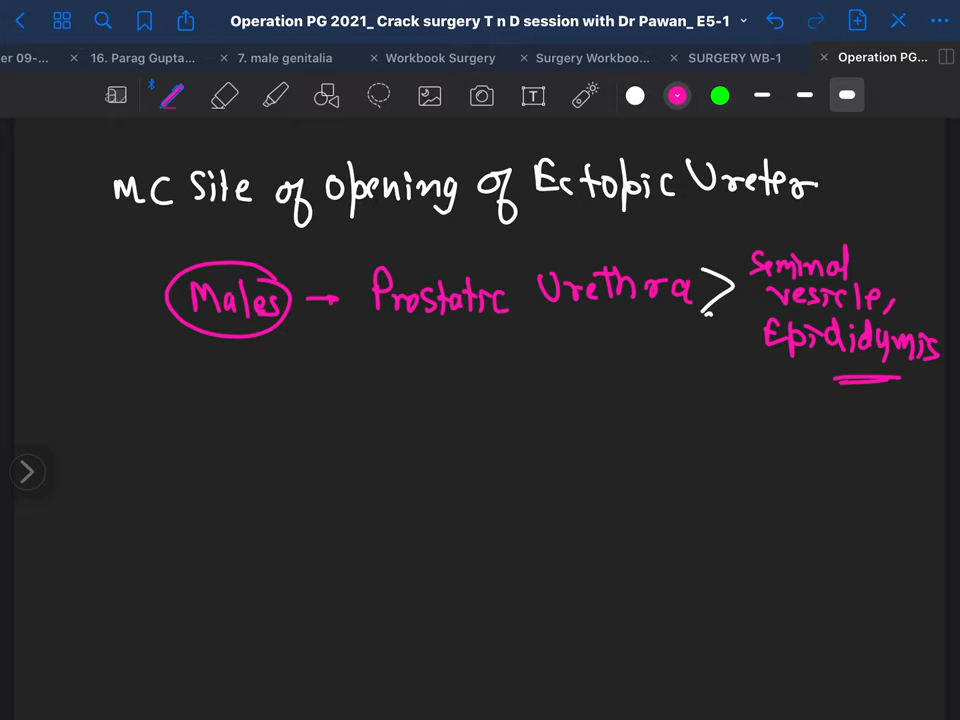 Operation PG 2021_ Crack surgery T n D session with Dr Pawan_ E5-1
er 09-... 16. Parag Gupta... 7. male genitalia Workbook Surgery Surgery Workboo... SURGERY WB-1 Operation PG...
MC Site of Opening of Ectopic Ureter
Males → Prostatic Urethra > Seminal
vesicle,
Epididymis